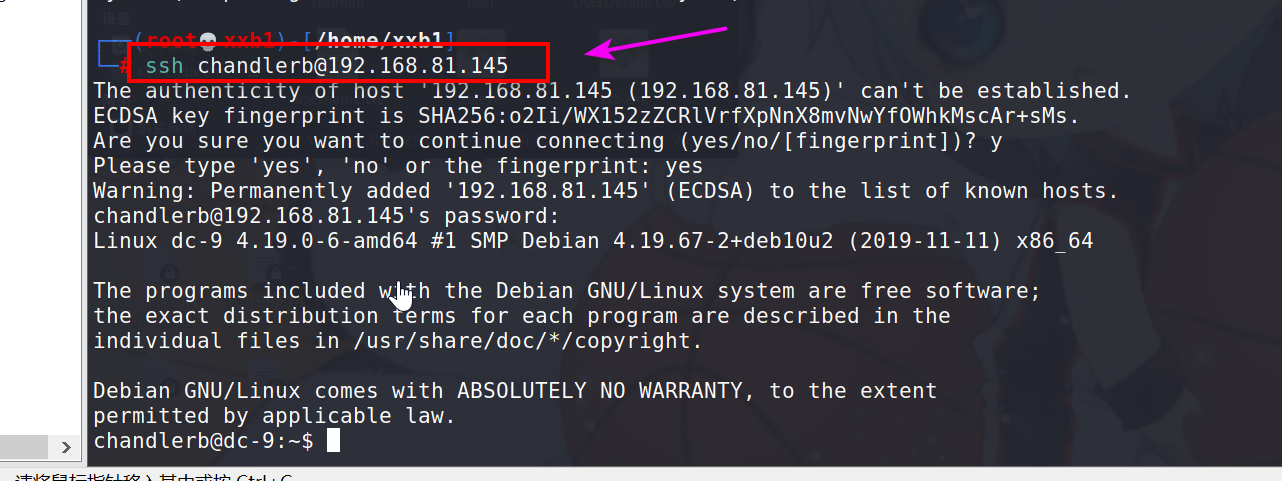 (root💀xxb1)-[/home/xxb1]
# ssh chandlerb@192.168.81.145
The authenticity of host '192.168.81.145 (192.168.81.145)' can't be established.
ECDSA key fingerprint is SHA256:o2Ii/WX152zZCRlVrfXpNnX8mvNwYfOWhkMscAr+sMs.
Are you sure you want to continue connecting (yes/no/[fingerprint])? y
Please type 'yes', 'no' or the fingerprint: yes
Warning: Permanently added '192.168.81.145' (ECDSA) to the list of known hosts.
chandlerb@192.168.81.145's password:
Linux dc-9 4.19.0-6-amd64 #1 SMP Debian 4.19.67-2+deb10u2 (2019-11-11) x86_64
The programs included with the Debian GNU/Linux system are free software;
the exact distribution terms for each program are described in the
individual files in /usr/share/doc/*/copyright.
Debian GNU/Linux comes with ABSOLUTELY NO WARRANTY, to the extent
permitted by applicable law.
chandlerb@dc-9:~$